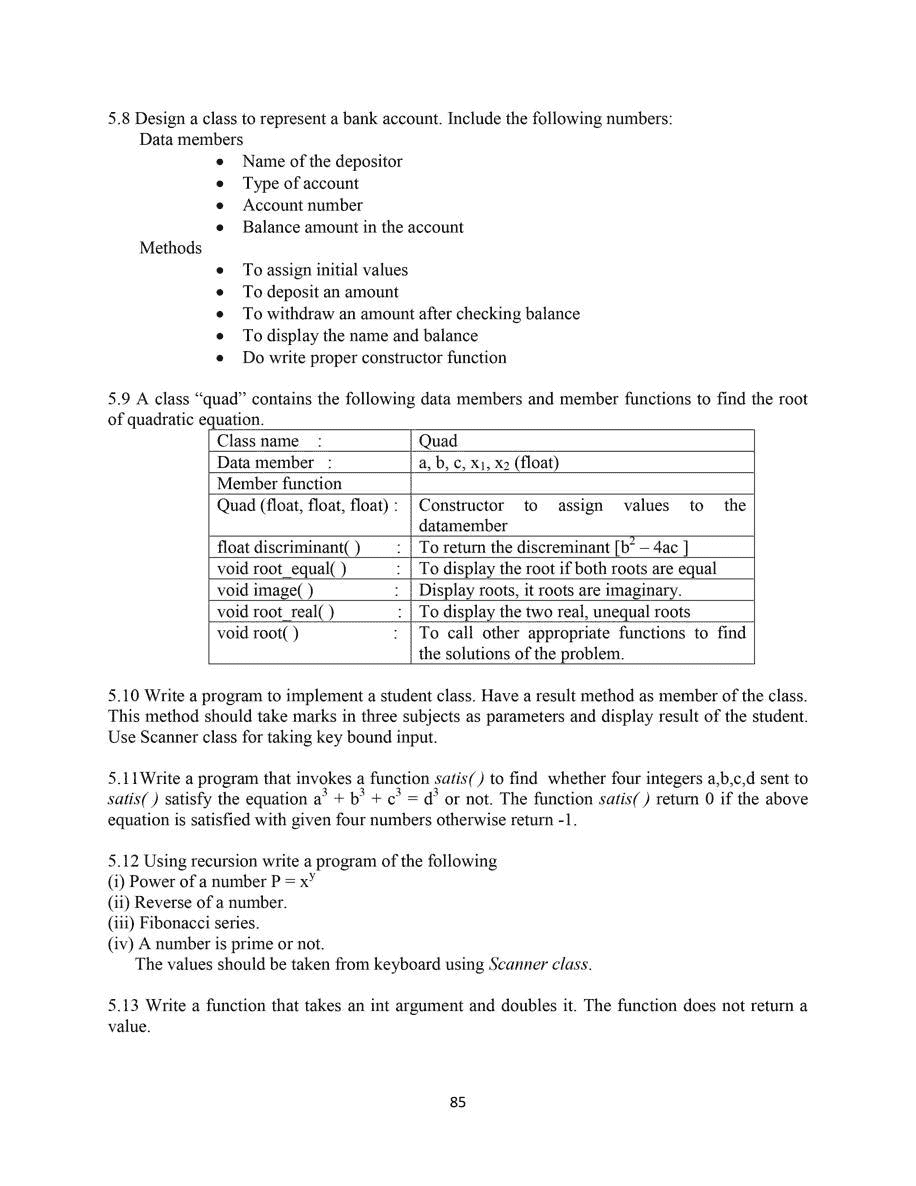 5.8 Design a class to represent a bank account. Include the following numbers:
Data members
• Name of the depositor
• Type of account
• Account number
• Balance amount in the account
Methods
• To assign initial values
• To deposit an amount
• To withdraw an amount after checking balance
• To display the name and balance
• Do write proper constructor function
5.9 A class “quad” contains the following data members and member functions to find the root
of quadratic equation.
Class name : Quad
Data member : a, b, c, x₁, x₂ (float)
Member function
Quad (float, float, float) : Constructor to assign values to the
datamember
float discriminant( ) : To return the discreminant [b² – 4ac ]
void root_equal( ) : To display the root if both roots are equal
void image( ) : Display roots, it roots are imaginary.
void root_real( ) : To display the two real, unequal roots
void root( ) : To call other appropriate functions to find
the solutions of the problem.
5.10 Write a program to implement a student class. Have a result method as member of the class.
This method should take marks in three subjects as parameters and display result of the student.
Use Scanner class for taking key bound input.
5.11Write a program that invokes a function satis( ) to find whether four integers a,b,c,d sent to
satis( ) satisfy the equation a³ + b³ + c³ = d³ or not. The function satis( ) return 0 if the above
equation is satisfied with given four numbers otherwise return -1.
5.12 Using recursion write a program of the following
(i) Power of a number P = xʸ
(ii) Reverse of a number.
(iii) Fibonacci series.
(iv) A number is prime or not.
The values should be taken from keyboard using Scanner class.
5.13 Write a function that takes an int argument and doubles it. The function does not return a
value.
85